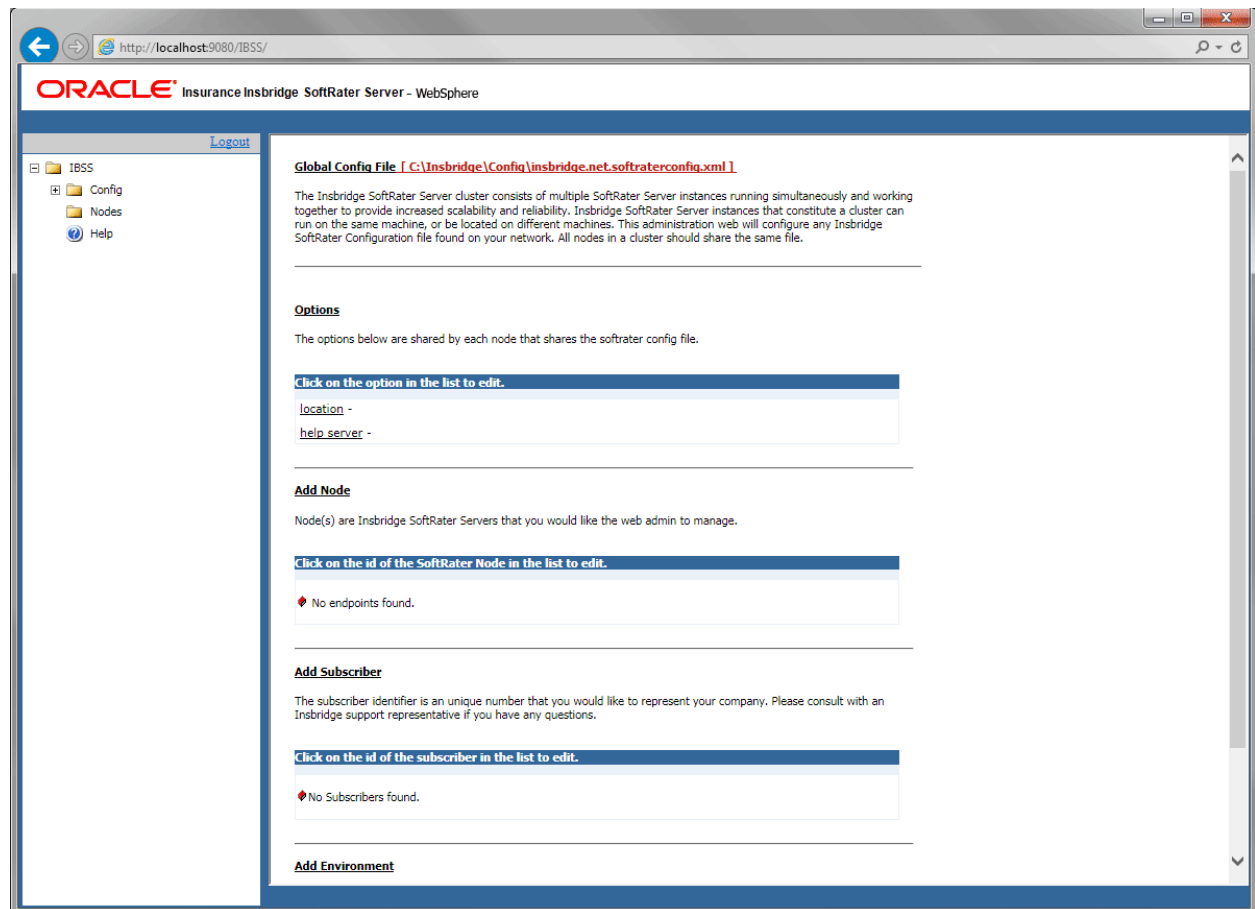 http://localhost:9080/IBSS/
ORACLE Insurance Insbridge SoftRater Server - WebSphere
Logout
IBSS
Config
Nodes
Help
Global Config File [ C:\Insbridge\Config\insbridge.net.softraterconfig.xml ]
The Insbridge SoftRater Server cluster consists of multiple SoftRater Server instances running simultaneously and working
together to provide increased scalability and reliability. Insbridge SoftRater Server instances that constitute a cluster can
run on the same machine, or be located on different machines. This administration web will configure any Insbridge
SoftRater Configuration file found on your network. All nodes in a cluster should share the same file.
Options
The options below are shared by each node that shares the softrater config file.
Click on the option in the list to edit.
location -
help server -
Add Node
Node(s) are Insbridge SoftRater Servers that you would like the web admin to manage.
Click on the id of the SoftRater Node in the list to edit.
No endpoints found.
Add Subscriber
The subscriber identifier is an unique number that you would like to represent your company. Please consult with an
Insbridge support representative if you have any questions.
Click on the id of the subscriber in the list to edit.
No Subscribers found.
Add Environment